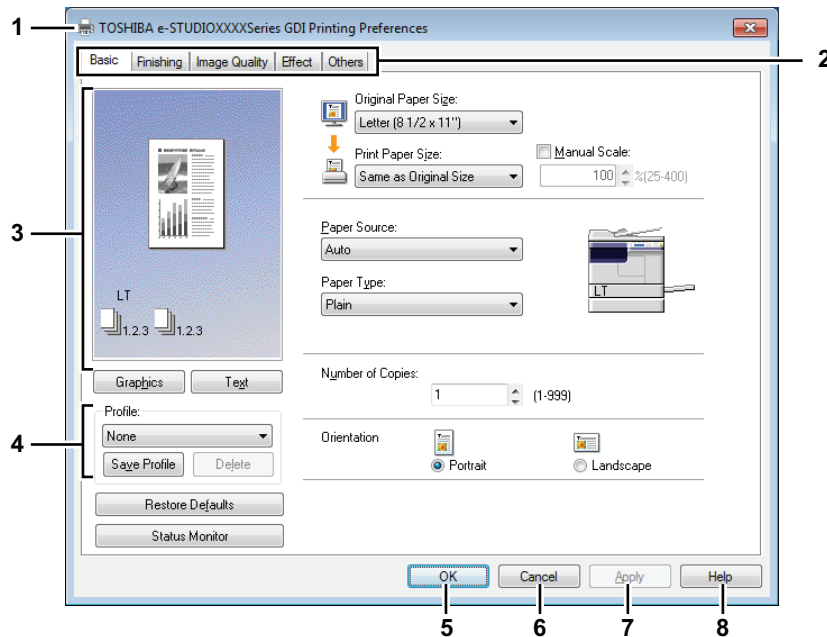 1
TOSHIBA e-STUDIOXXXXSeries GDI Printing Preferences
Basic Finishing Image Quality Effect Others
2
3
LT
1.2.3 1.2.3
Graphics Text
4
Profile:
None
Save Profile Delete
Restore Defaults
Status Monitor
Original Paper Size:
Letter (8 1/2 x 11")
Print Paper Size:
Same as Original Size
Manual Scale:
100 %(25-400)
Paper Source:
Auto
Paper Type:
Plain
LT
Number of Copies:
1 (1-999)
Orientation
Portrait Landscape
OK Cancel Apply Help
5 6 7 8